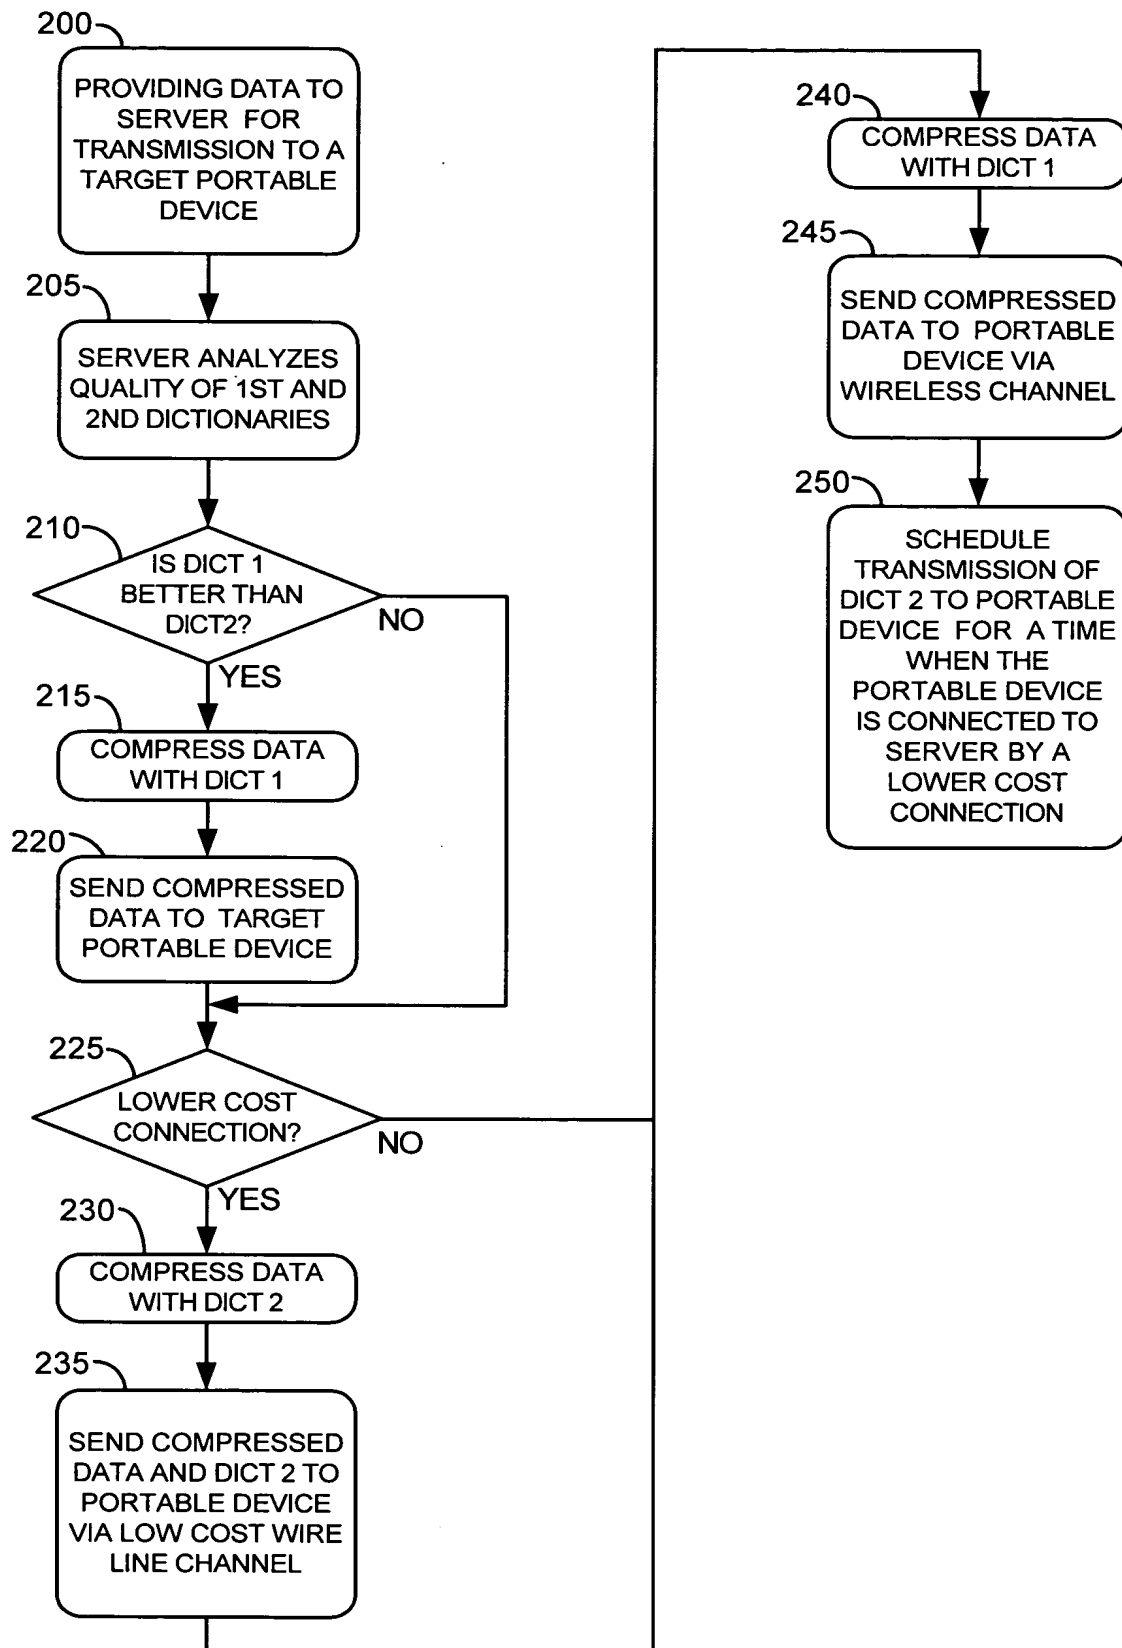 200
PROVIDING DATA TO
SERVER FOR
TRANSMISSION TO A
TARGET PORTABLE
DEVICE
205
SERVER ANALYZES
QUALITY OF 1ST AND
2ND DICTIONARIES
210
IS DICT 1
BETTER THAN
DICT2?
NO
YES
215
COMPRESS DATA
WITH DICT 1
220
SEND COMPRESSED
DATA TO TARGET
PORTABLE DEVICE
225
LOWER COST
CONNECTION?
NO
YES
230
COMPRESS DATA
WITH DICT 2
235
SEND COMPRESSED
DATA AND DICT 2 TO
PORTABLE DEVICE
VIA LOW COST WIRE
LINE CHANNEL
240
COMPRESS DATA
WITH DICT 1
245
SEND COMPRESSED
DATA TO PORTABLE
DEVICE VIA
WIRELESS CHANNEL
250
SCHEDULE
TRANSMISSION OF
DICT 2 TO PORTABLE
DEVICE FOR A TIME
WHEN THE
PORTABLE DEVICE
IS CONNECTED TO
SERVER BY A
LOWER COST
CONNECTION